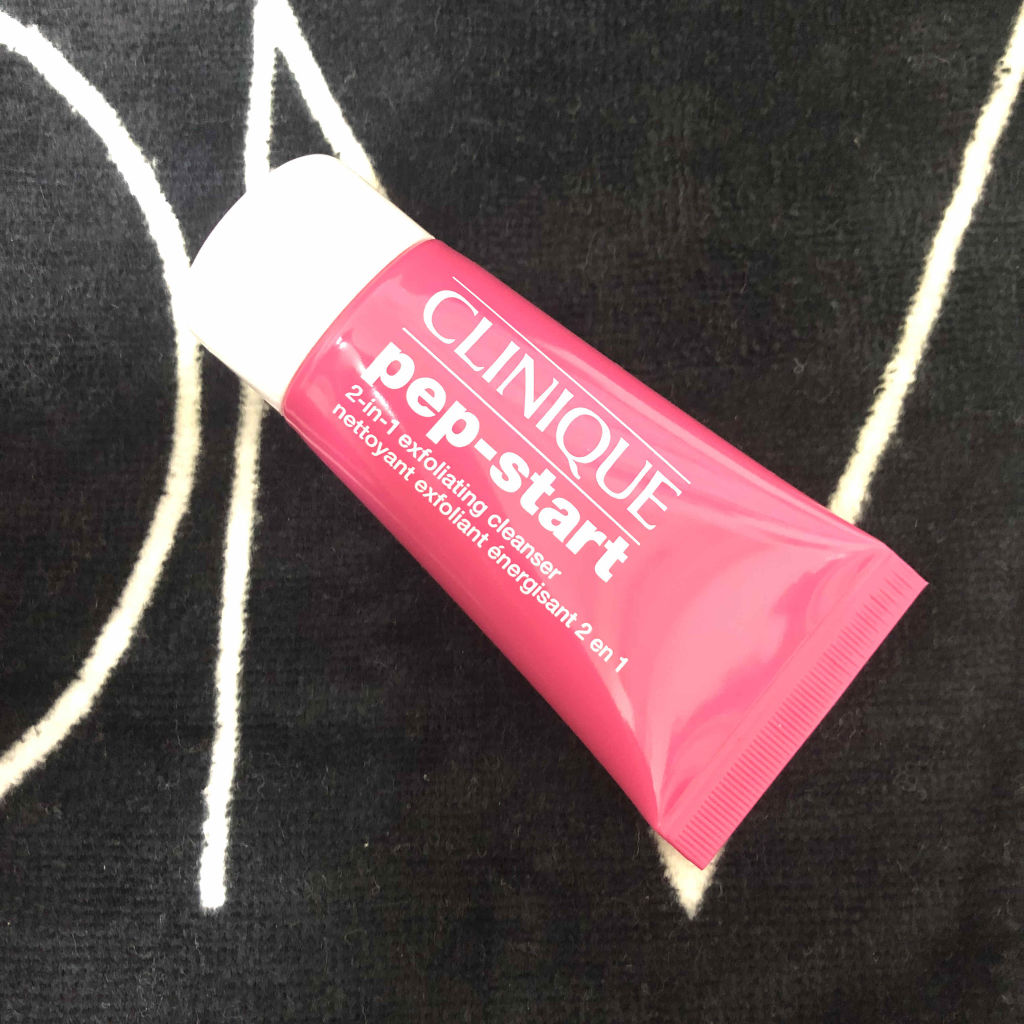 CLINIQUE
pep-start
2-in-1 exfoliating cleanser
nettoyant exfoliant énergisant 2 en 1